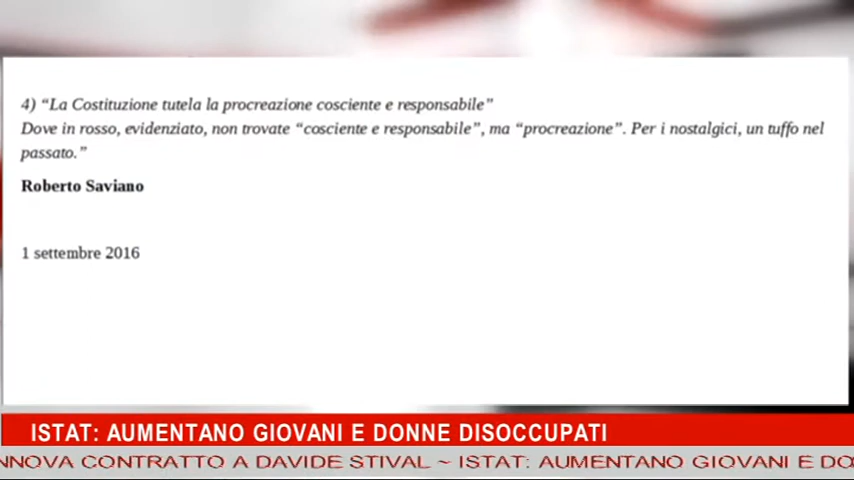 4) “La Costituzione tutela la procreazione cosciente e responsabile”
Dove in rosso, evidenziato, non trovate “cosciente e responsabile”, ma “procreazione”. Per i nostalgici, un tuffo nel
passato.”
Roberto Saviano
1 settembre 2016
ISTAT: AUMENTANO GIOVANI E DONNE DISOCCUPATI
NNOVA CONTRATTO A DAVIDE STIVAL ~ ISTAT: AUMENTANO GIOVANI E DO